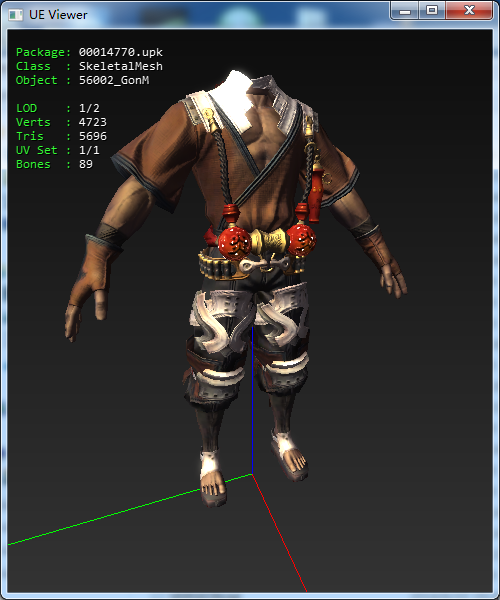 UE Viewer
Package: 00014770.upk
Class : SkeletalMesh
Object : 56002_GonM
LOD : 1/2
Verts : 4723
Tris : 5696
UV Set : 1/1
Bones : 89